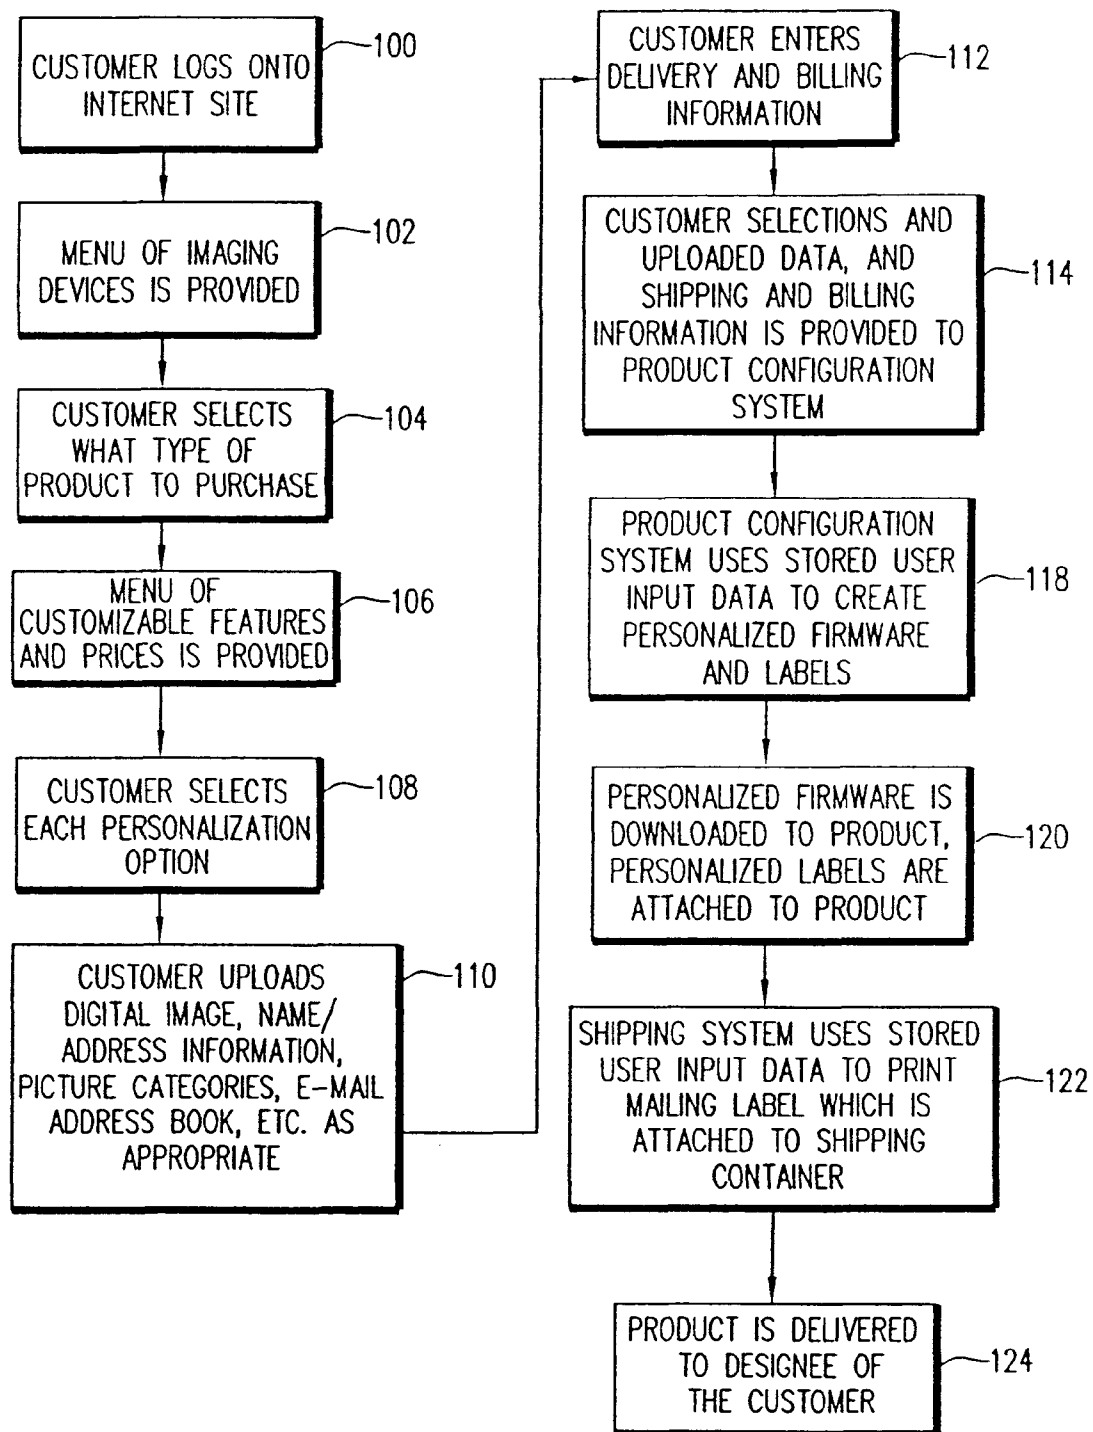 CUSTOMER LOGS ONTO
INTERNET SITE
100
MENU OF IMAGING
DEVICES IS PROVIDED
102
CUSTOMER SELECTS
WHAT TYPE OF
PRODUCT TO PURCHASE
104
MENU OF
CUSTOMIZABLE FEATURES
AND PRICES IS PROVIDED
106
CUSTOMER SELECTS
EACH PERSONALIZATION
OPTION
108
CUSTOMER UPLOADS
DIGITAL IMAGE, NAME/
ADDRESS INFORMATION,
PICTURE CATEGORIES, E-MAIL
ADDRESS BOOK, ETC. AS
APPROPRIATE
110
CUSTOMER ENTERS
DELIVERY AND BILLING
INFORMATION
112
CUSTOMER SELECTIONS AND
UPLOADED DATA, AND
SHIPPING AND BILLING
INFORMATION IS PROVIDED TO
PRODUCT CONFIGURATION
SYSTEM
114
PRODUCT CONFIGURATION
SYSTEM USES STORED USER
INPUT DATA TO CREATE
PERSONALIZED FIRMWARE
AND LABELS
118
PERSONALIZED FIRMWARE IS
DOWNLOADED TO PRODUCT,
PERSONALIZED LABELS ARE
ATTACHED TO PRODUCT
120
SHIPPING SYSTEM USES STORED
USER INPUT DATA TO PRINT
MAILING LABEL WHICH IS
ATTACHED TO SHIPPING
CONTAINER
122
PRODUCT IS DELIVERED
TO DESIGNEE OF
THE CUSTOMER
124